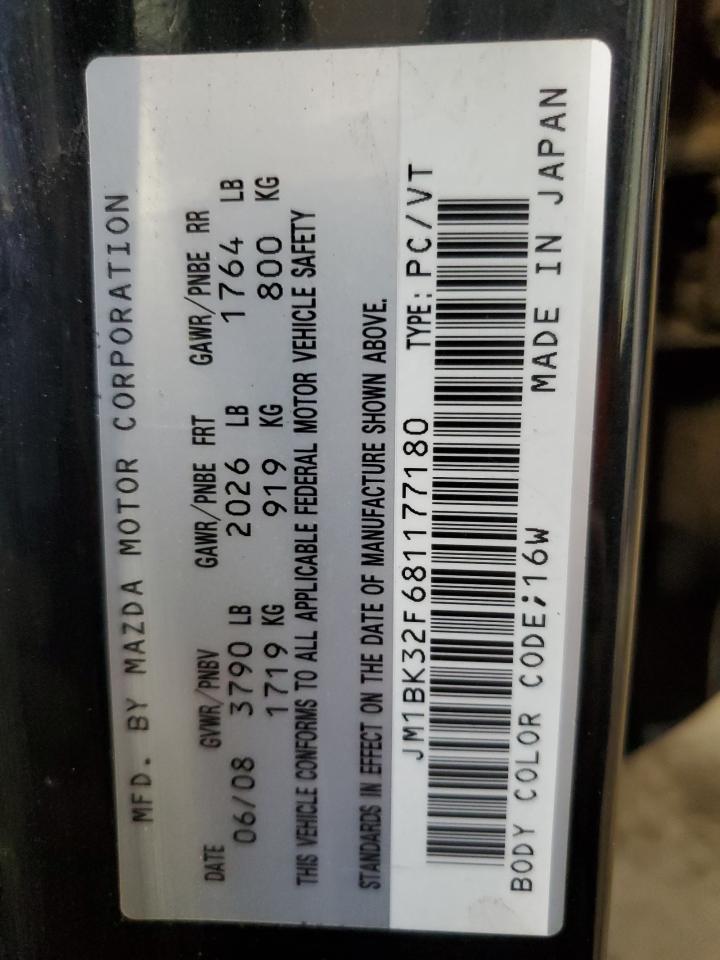 MFD. BY MAZDA MOTOR CORPORATION
DATE GVWR/PNBV GAWR/PNBE FRT GAWR/PNBE RR
06/08 3790 LB 2026 LB 1764 LB
1719 KG 919 KG 800 KG
THIS VEHICLE CONFORMS TO ALL APPLICABLE FEDERAL MOTOR VEHICLE SAFETY
STANDARDS IN EFFECT ON THE DATE OF MANUFACTURE SHOWN ABOVE.
JM1BK32F681177180 TYPE: PC/VT
BODY COLOR CODE;16W
MADE IN JAPAN